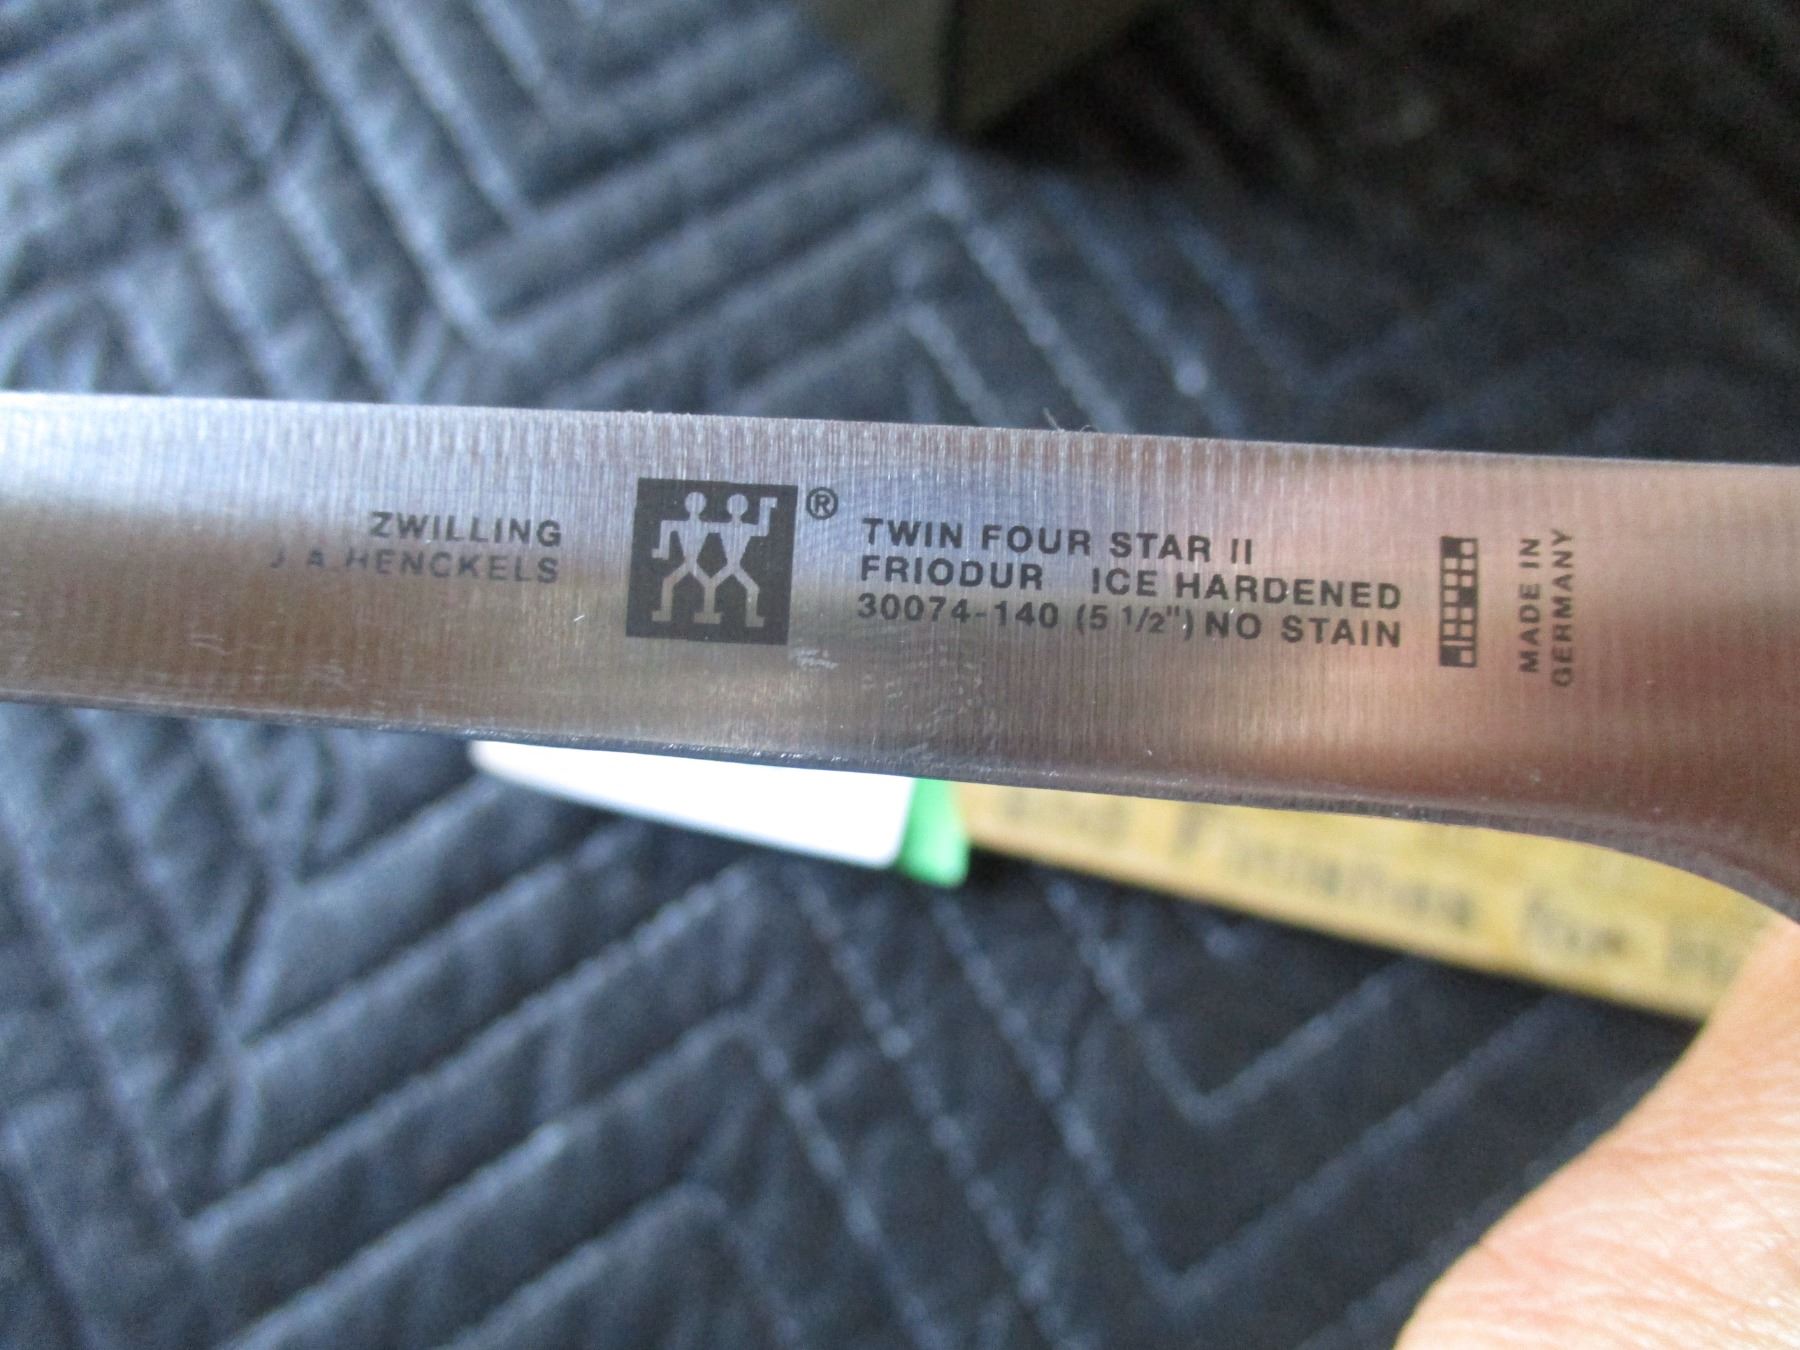 ZWILLING
J A HENCKELS
®
TWIN FOUR STAR II
FRIODUR ICE HARDENED
30074-140 (5 1/2") NO STAIN
MADE IN
GERMANY